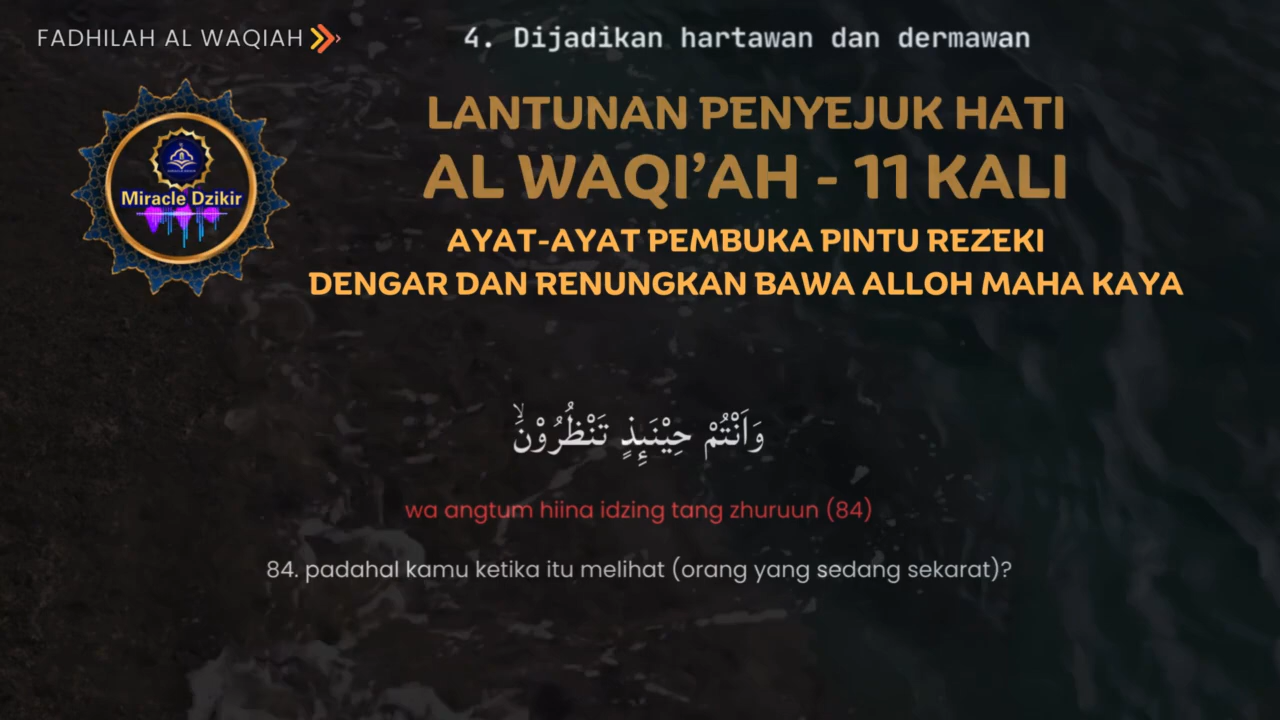 FADHILAH AL WAQIAH
4. Dijadikan hartawan dan dermawan
LANTUNAN PENYEJUK HATI
AL WAQI’AH - 11 KALI
AYAT-AYAT PEMBUKA PINTU REZEKI
DENGAR DAN RENUNGKAN BAWA ALLOH MAHA KAYA
Miracle Dzikir
وَاَنْتُمْ حِيْنَىِٕذٍ تَنْظُرُوْنَۙ
wa angtum hiina idzing tang zhuruun (84)
84. padahal kamu ketika itu melihat (orang yang sedang sekarat)?